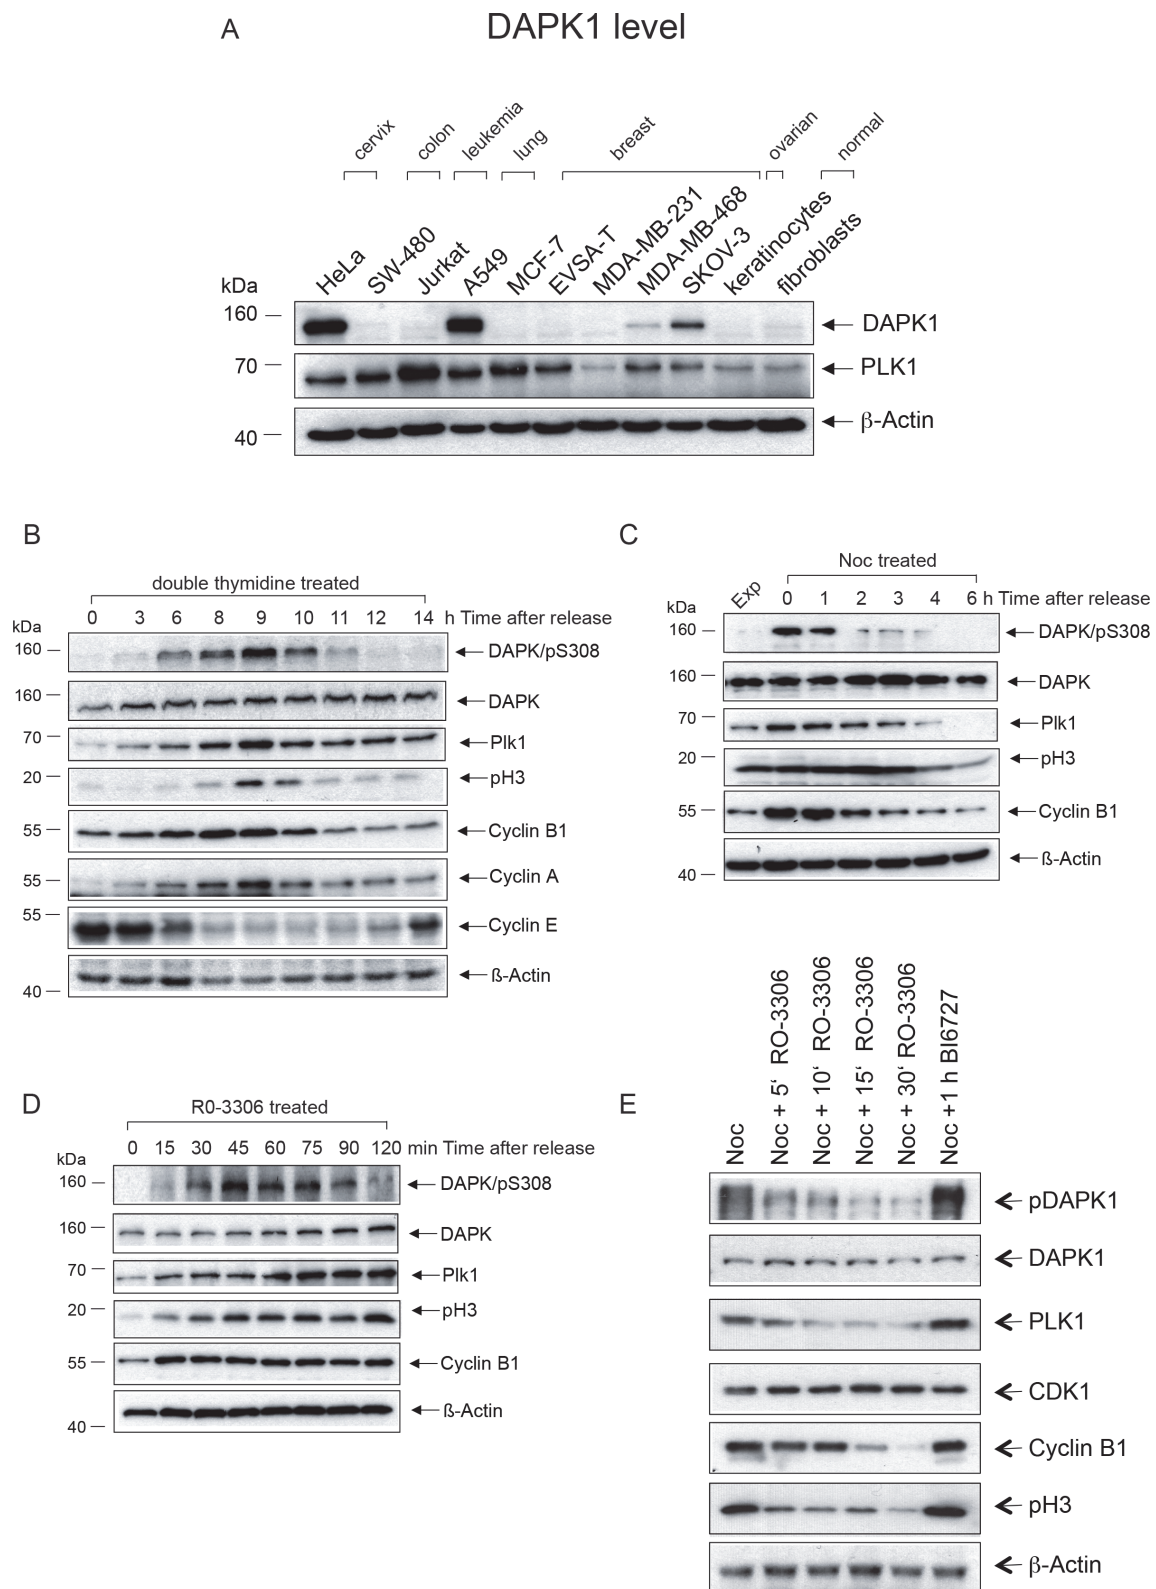 A
DAPK1 level
cervix
colon
leukemia
lung
breast
ovarian
normal
HeLa
SW-480
Jurkat
A549
MCF-7
EVSA-T
MDA-MB-231
MDA-MB-468
SKOV-3
keratinocytes
fibroblasts
kDa
160
DAPK1
70
PLK1
40
β-Actin
B
double thymidine treated
0 3 6 8 9 10 11 12 14 h Time after release
kDa
160
DAPK/pS308
160
DAPK
70
Plk1
20
pH3
55
Cyclin B1
55
Cyclin A
55
Cyclin E
40
ß-Actin
C
Noc treated
Exp 0 1 2 3 4 6 h Time after release
kDa
160
DAPK/pS308
160
DAPK
70
Plk1
20
pH3
55
Cyclin B1
40
ß-Actin
D
R0-3306 treated
0 15 30 45 60 75 90 120 min Time after release
kDa
160
DAPK/pS308
160
DAPK
70
Plk1
20
pH3
55
Cyclin B1
40
ß-Actin
E
Noc
Noc + 5‘ RO-3306
Noc + 10‘ RO-3306
Noc + 15‘ RO-3306
Noc + 30‘ RO-3306
Noc +1 h BI6727
pDAPK1
DAPK1
PLK1
CDK1
Cyclin B1
pH3
β-Actin